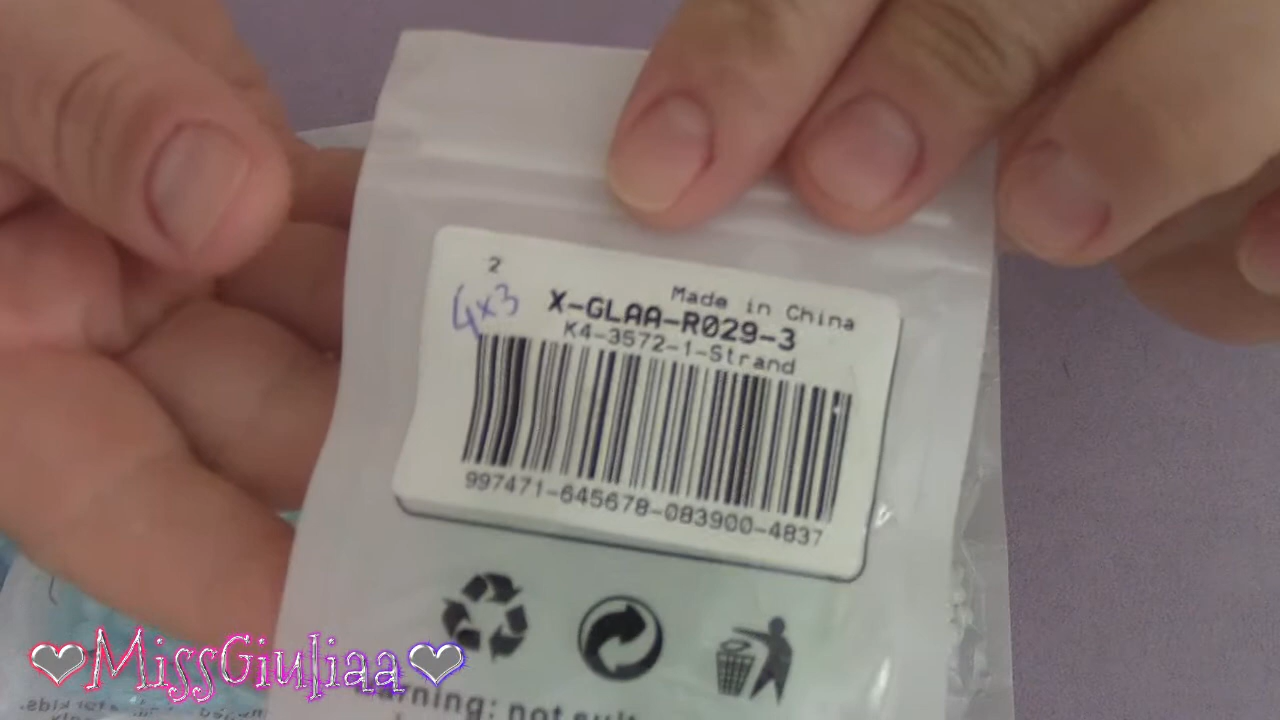 2
Made in China
4x3
X-GLAA-R029-3
K4-3572-1-Strand
997471-645678-083900-4837
Warning: not
❤MissGiuliaa❤